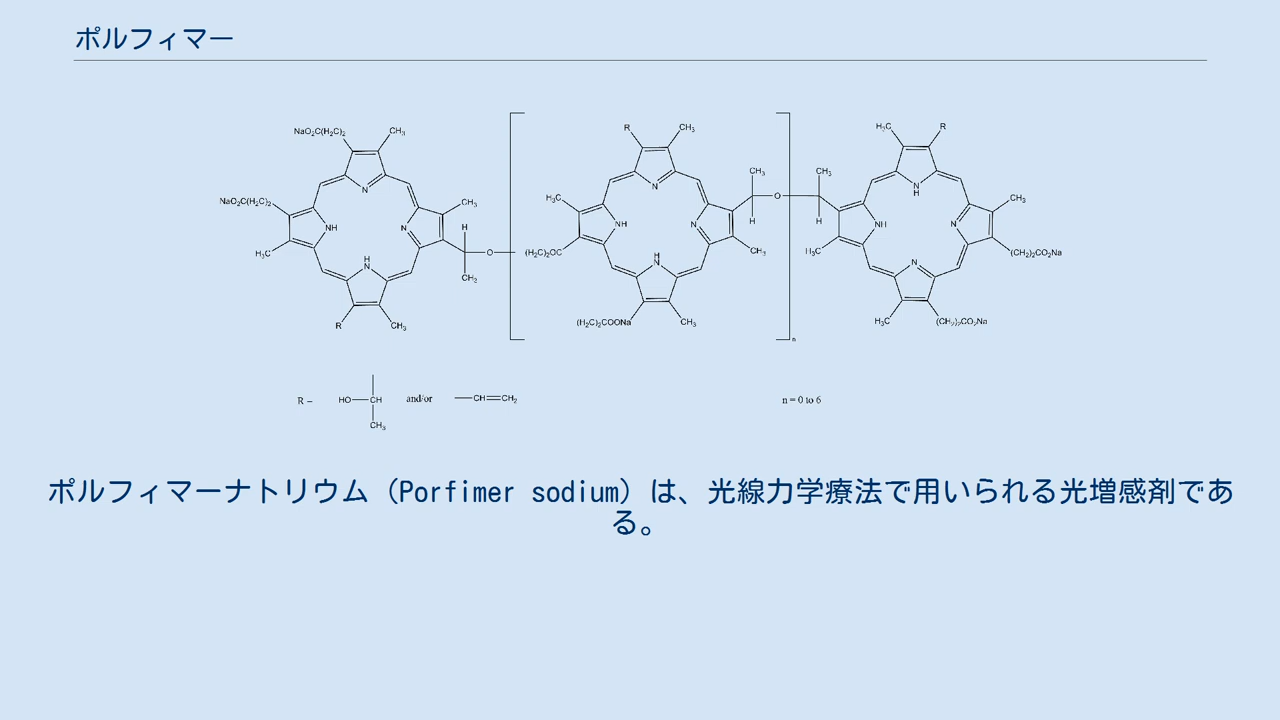 ポルフィマー
NaO₂C(H₂C)₂ CH₃ R CH₃ H₃C R
N N H N
NaO₂C(H₂C)₂ CH₃ H₃C CH₃ CH₃ CH₃
NH N H NH N O H NH N
H₃C O (H₂C)₂OC CH₃ H₃C (CH₂)₂CO₂Na
H N CH₃ H N N
R CH₃ (H₂C)₂COONa CH₃ H₃C (CH₂)₂CO₂Na
n
R = HO CH CH₃ and/or CH CH₂ n = 0 to 6
ポルフィマーナトリウム（Porfimer sodium）は、光線力学療法で用いられる光増感剤であ
る。